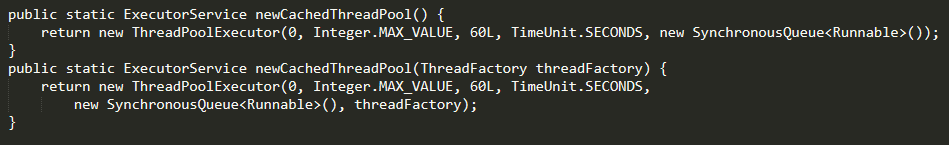 public static ExecutorService newCachedThreadPool() {
    return new ThreadPoolExecutor(0, Integer.MAX_VALUE, 60L, TimeUnit.SECONDS, new SynchronousQueue<Runnable>());
}
public static ExecutorService newCachedThreadPool(ThreadFactory threadFactory) {
    return new ThreadPoolExecutor(0, Integer.MAX_VALUE, 60L, TimeUnit.SECONDS,
        new SynchronousQueue<Runnable>(), threadFactory);
}